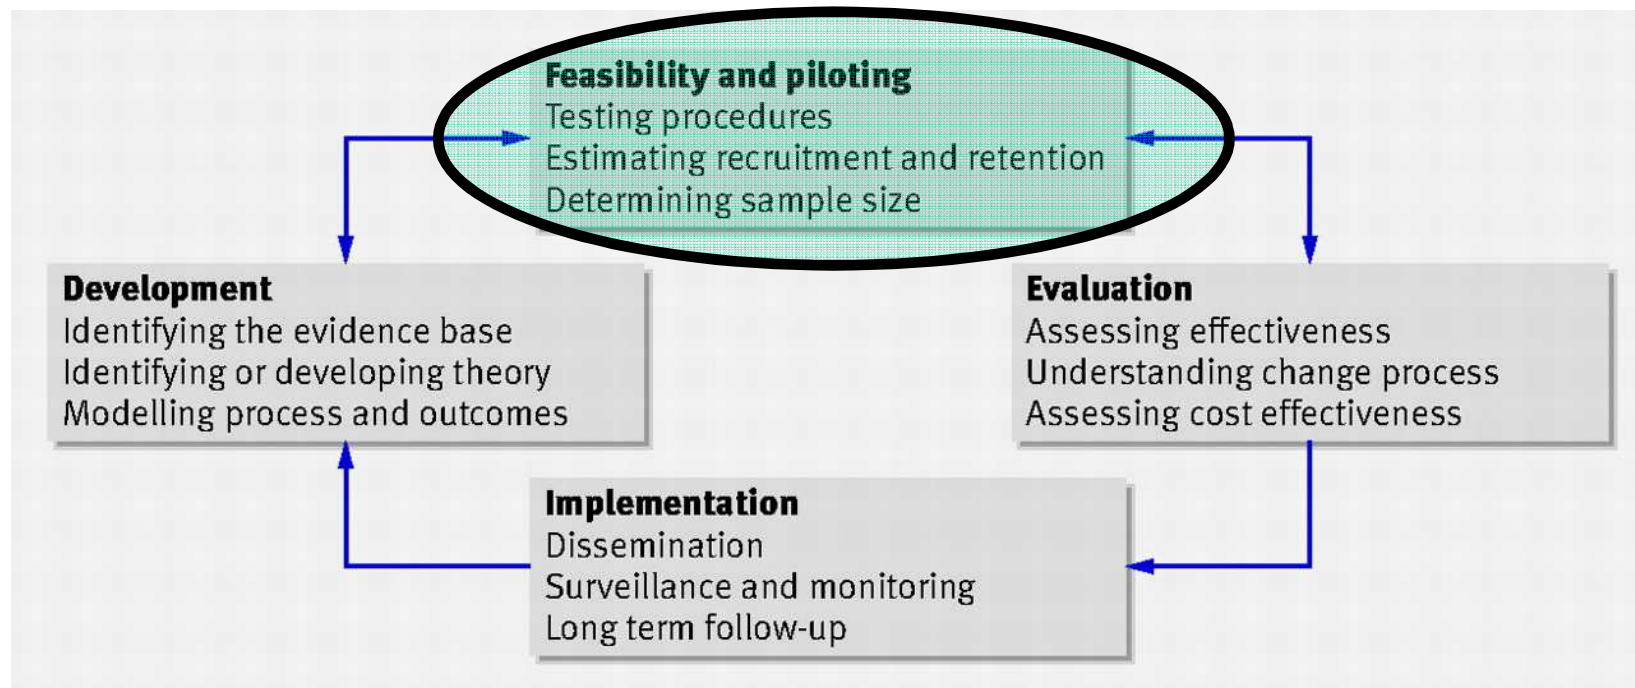 Feasibility and piloting
Testing procedures
Estimating recruitment and retention
Determining sample size
Development
Identifying the evidence base
Identifying or developing theory
Modelling process and outcomes
Evaluation
Assessing effectiveness
Understanding change process
Assessing cost effectiveness
Implementation
Dissemination
Surveillance and monitoring
Long term follow-up